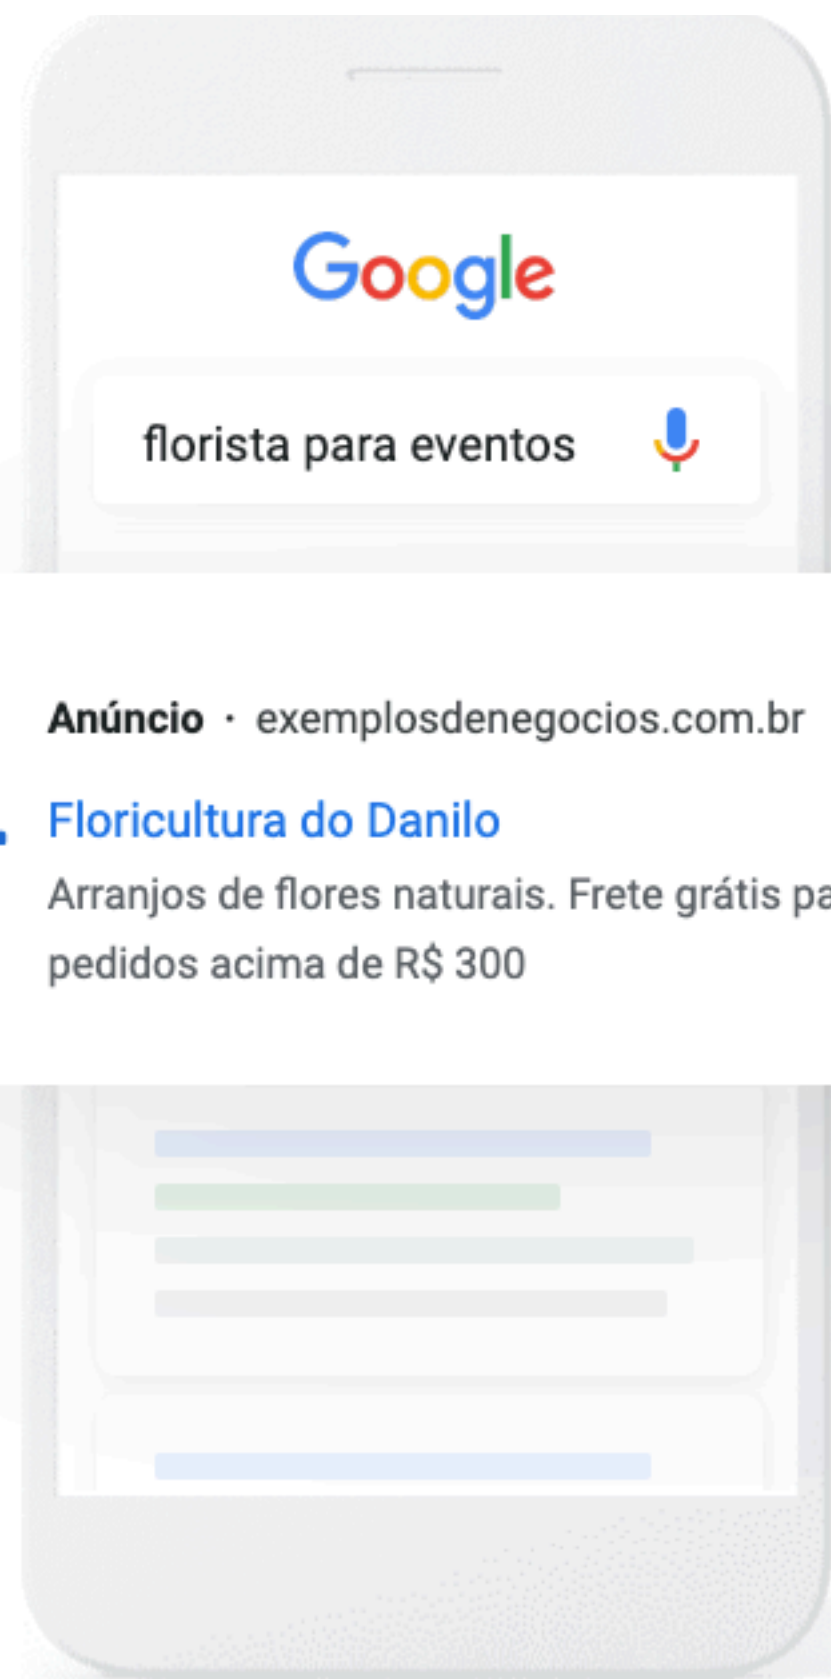 Google
florista para eventos
Anúncio · exemplosdenegocios.com.br
Floricultura do Danilo
Arranjos de flores naturais. Frete grátis pa
pedidos acima de R$ 300